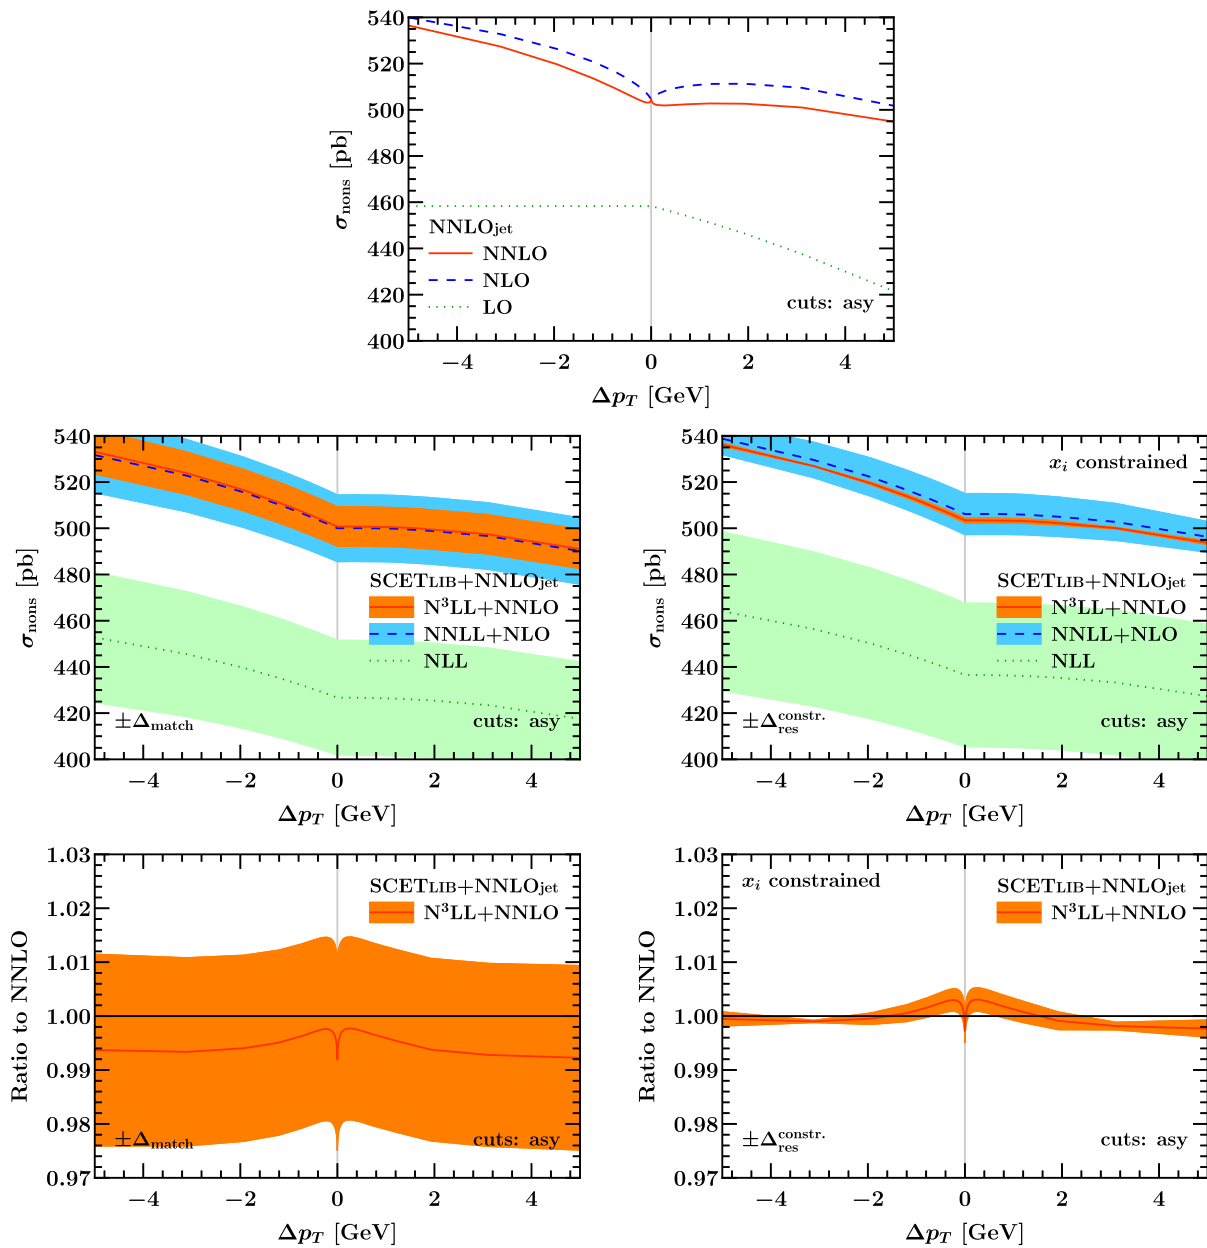 540
520
500
480
460
440
420
400
σnons [pb]
NNLOjet
NNLO
NLO
LO
cuts: asy
−4 −2 0 2 4
ΔpT [GeV]
540
520
500
480
460
440
420
400
σnons [pb]
SCETLIB+NNLOjet
N³LL+NNLO
NNLL+NLO
NLL
±Δmatch
cuts: asy
−4 −2 0 2 4
ΔpT [GeV]
540
520
500
480
460
440
420
400
σnons [pb]
xi constrained
SCETLIB+NNLOjet
N³LL+NNLO
NNLL+NLO
NLL
±Δres constr.
cuts: asy
−4 −2 0 2 4
ΔpT [GeV]
1.03
1.02
1.01
1.00
0.99
0.98
0.97
Ratio to NNLO
SCETLIB+NNLOjet
N³LL+NNLO
±Δmatch
cuts: asy
−4 −2 0 2 4
ΔpT [GeV]
1.03
1.02
1.01
1.00
0.99
0.98
0.97
Ratio to NNLO
xi constrained
SCETLIB+NNLOjet
N³LL+NNLO
±Δres constr.
cuts: asy
−4 −2 0 2 4
ΔpT [GeV]